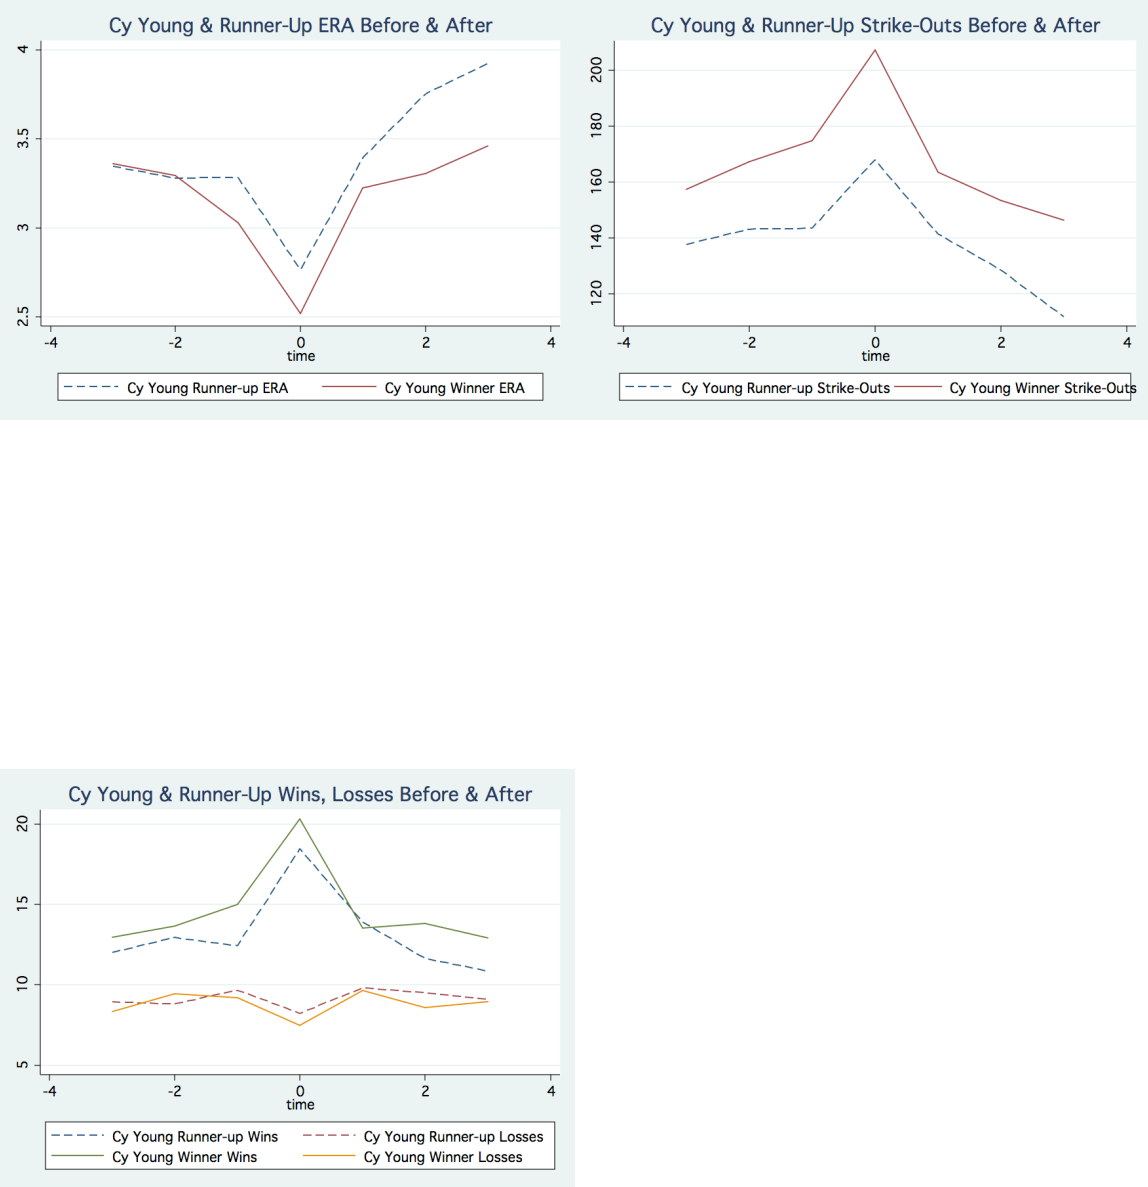 Cy Young & Runner-Up ERA Before & After
4
3.5
3
2.5
-4 -2 0 2 4
time
Cy Young Runner-up ERA Cy Young Winner ERA
Cy Young & Runner-Up Strike-Outs Before & After
200
180
160
140
120
-4 -2 0 2 4
time
Cy Young Runner-up Strike-Outs Cy Young Winner Strike-Outs
Cy Young & Runner-Up Wins, Losses Before & After
20
15
10
5
-4 -2 0 2 4
time
Cy Young Runner-up Wins Cy Young Runner-up Losses
Cy Young Winner Wins Cy Young Winner Losses